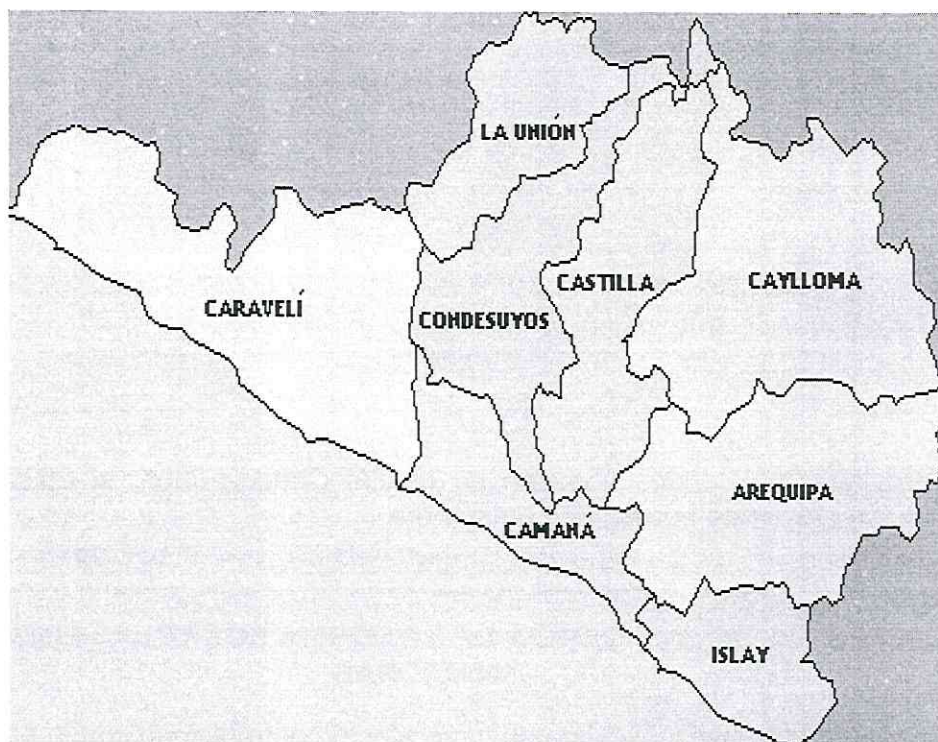 LA UNIÓN
CASTILLA
CAYLLOMA
CARAVELÍ
CONDESUYOS
AREQUIPA
CAMANÁ
ISLAY